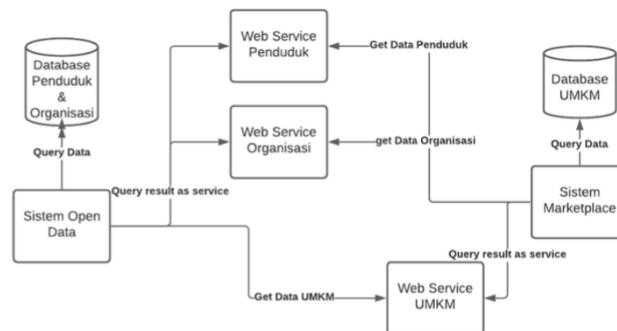 Web Service
Penduduk
Get Data Penduduk
Database
Penduduk
&
Organisasi
Database
UMKM
Web Service
Organisasi
get Data Organisasi
Query Data
Query Data
Query result as service
Sistem Open
Data
Sistem
Marketplace
Query result as service
Get Data UMKM
Web Service
UMKM